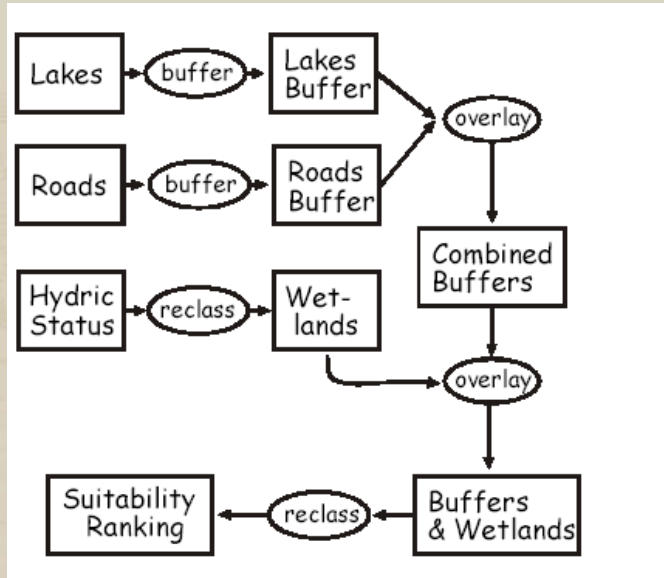 Lakes
buffer
Lakes
Buffer
overlay
Roads
buffer
Roads
Buffer
Combined
Buffers
Hydric
Status
reclass
Wet-
lands
overlay
Suitability
Ranking
reclass
Buffers
& Wetlands